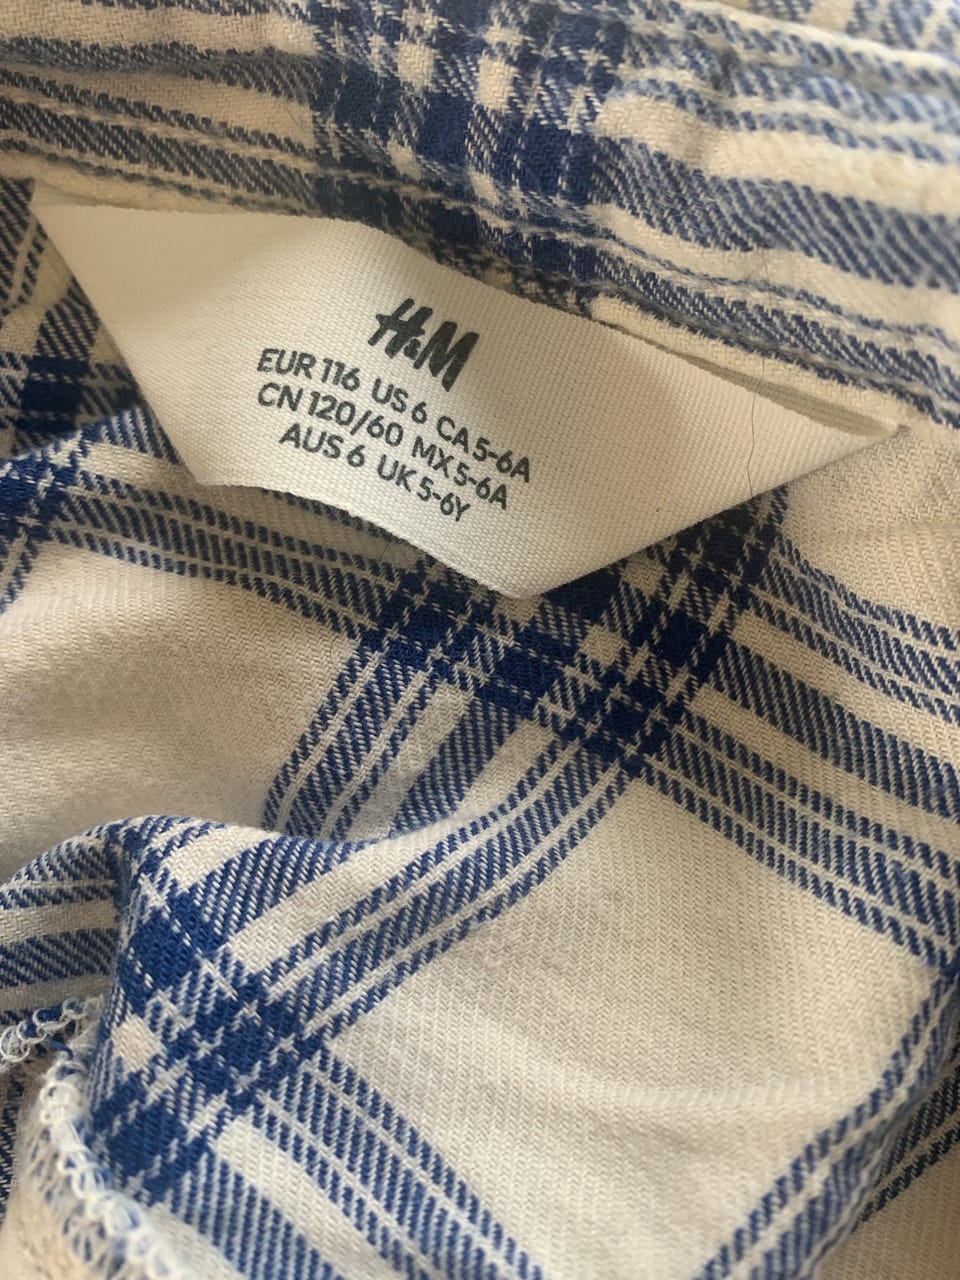 H&M
EUR 116 US 6 CA 5-6A
CN 120/60 MX 5-6A
AUS 6 UK 5-6Y